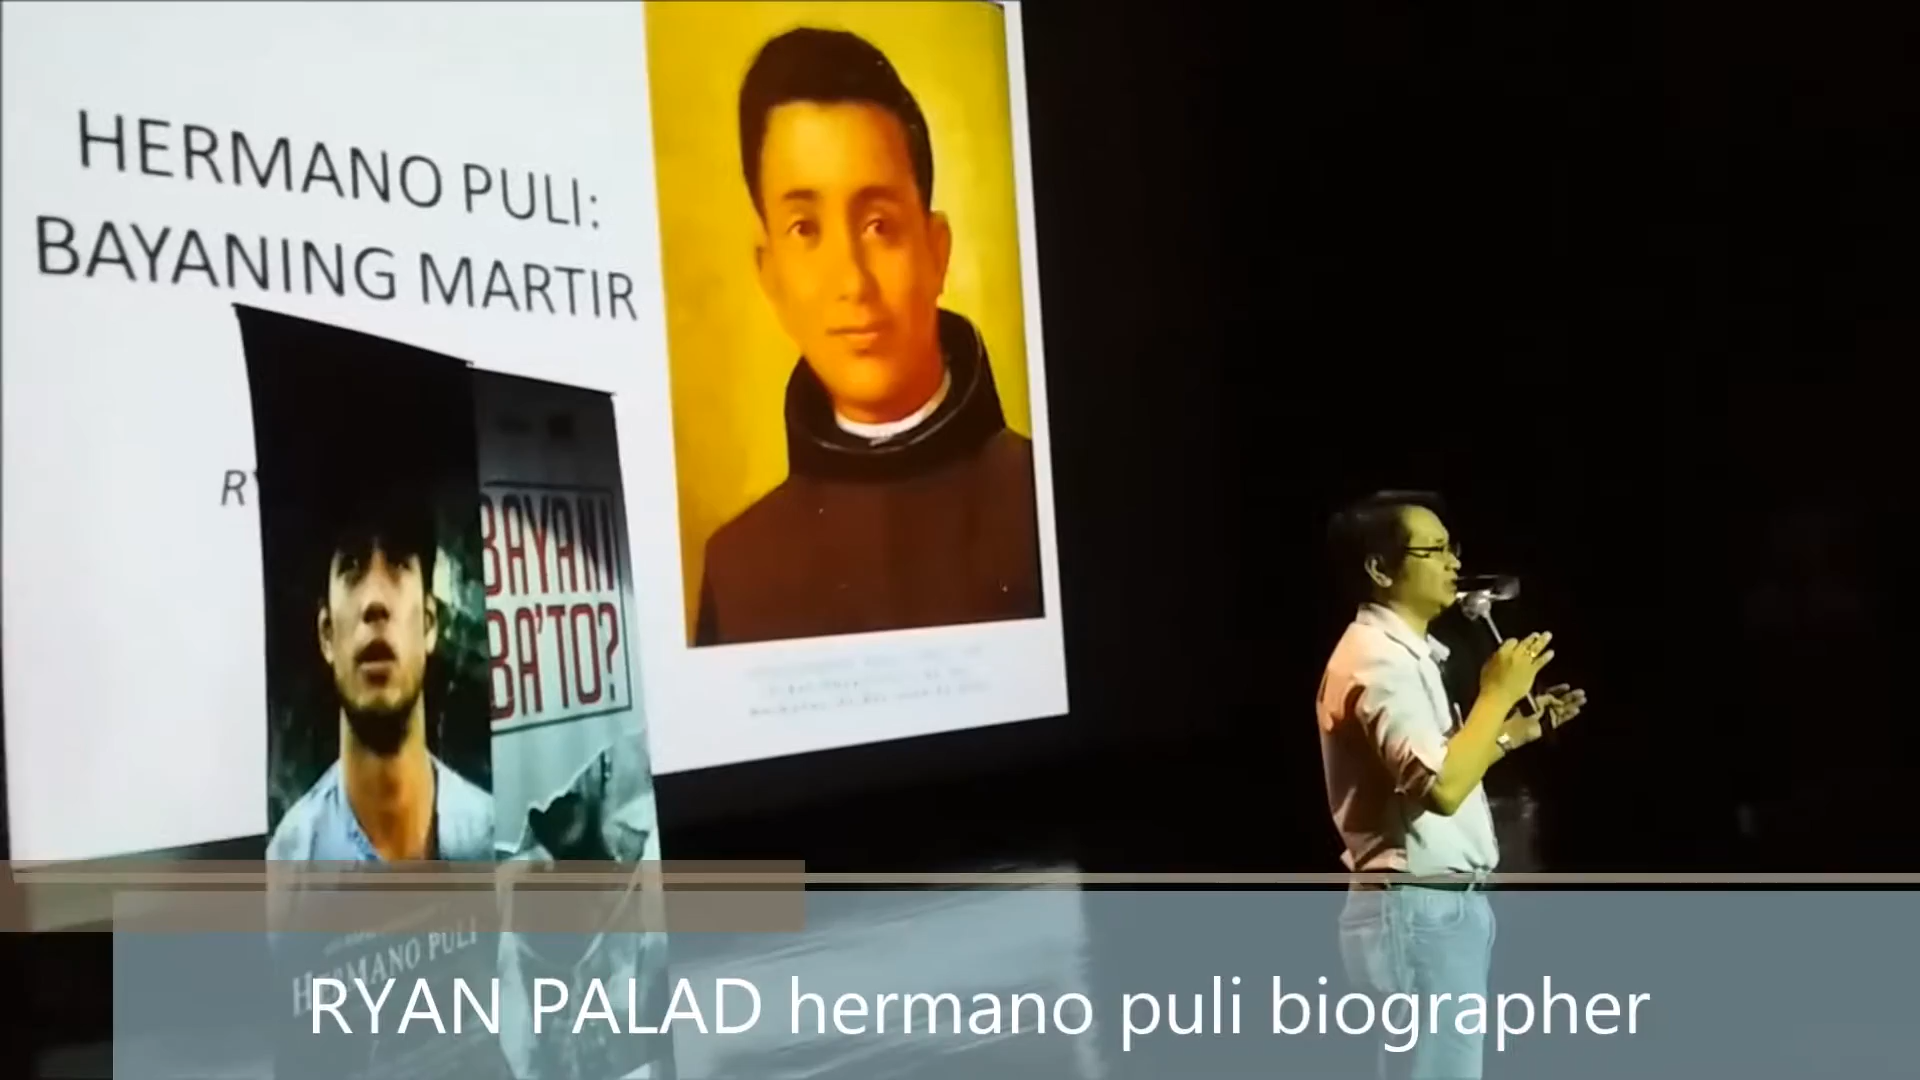 HERMANO PULI:
BAYANING MARTIR
BAYANI
BA'TO?
HERMANO PULI
RYAN PALAD hermano puli biographer